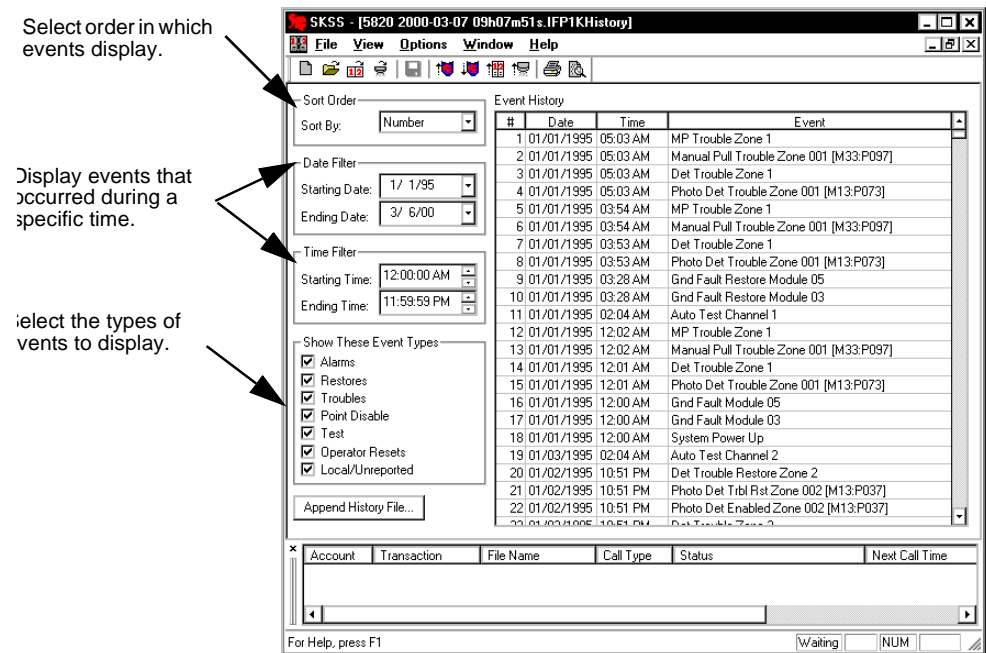 Select order in which
events display.
Display events that
occurred during a
specific time.
Select the types of
events to display.
SKSS - [5820 2000-03-07 09h07m51s.IFP1KHistory]
File View Options Window Help
Sort Order
Sort By: Number
Date Filter
Starting Date: 1/ 1/95
Ending Date: 3/ 6/00
Time Filter
Starting Time: 12:00:00 AM
Ending Time: 11:59:59 PM
Show These Event Types
Alarms
Restores
Troubles
Point Disable
Test
Operator Resets
Local/Unreported
Append History File...
Event History
# Date Time Event
1 01/01/1995 05:03 AM MP Trouble Zone 1
2 01/01/1995 05:03 AM Manual Pull Trouble Zone 001 [M33:P097]
3 01/01/1995 05:03 AM Det Trouble Zone 1
4 01/01/1995 05:03 AM Photo Det Trouble Zone 001 [M13:P073]
5 01/01/1995 03:54 AM MP Trouble Zone 1
6 01/01/1995 03:54 AM Manual Pull Trouble Zone 001 [M33:P097]
7 01/01/1995 03:53 AM Det Trouble Zone 1
8 01/01/1995 03:53 AM Photo Det Trouble Zone 001 [M13:P073]
9 01/01/1995 03:28 AM Gnd Fault Restore Module 05
10 01/01/1995 03:28 AM Gnd Fault Restore Module 03
11 01/01/1995 02:04 AM Auto Test Channel 1
12 01/01/1995 12:02 AM MP Trouble Zone 1
13 01/01/1995 12:02 AM Manual Pull Trouble Zone 001 [M33:P097]
14 01/01/1995 12:01 AM Det Trouble Zone 1
15 01/01/1995 12:01 AM Photo Det Trouble Zone 001 [M13:P073]
16 01/01/1995 12:00 AM Gnd Fault Module 05
17 01/01/1995 12:00 AM Gnd Fault Module 03
18 01/01/1995 12:00 AM System Power Up
19 01/03/1995 02:04 AM Auto Test Channel 2
20 01/02/1995 10:51 PM Det Trouble Restore Zone 2
21 01/02/1995 10:51 PM Photo Det Trbl Rst Zone 002 [M13:P037]
22 01/02/1995 10:51 PM Photo Det Enabled Zone 002 [M13:P037]
23 01/02/1995 10:51 PM Det Trouble Zone 2
Account Transaction File Name Call Type Status Next Call Time
For Help, press F1
Waiting NUM